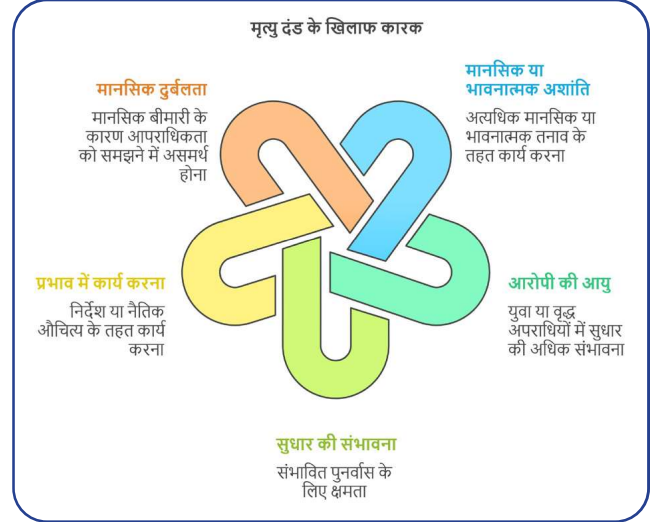 मृत्यु दंड के खिलाफ कारक
मानसिक दुर्बलता
मानसिक बीमारी के
कारण आपराधिकता
को समझने में असमर्थ
होना
मानसिक या
भावनात्मक अशांति
अत्यधिक मानसिक या
भावनात्मक तनाव के
तहत कार्य करना
प्रभाव में कार्य करना
निर्देश या नैतिक
औचित्य के तहत कार्य
करना
आरोपी की आयु
युवा या वृद्ध
अपराधियों में सुधार
की अधिक संभावना
सुधार की संभावना
संभावित पुनर्वास के
लिए क्षमता